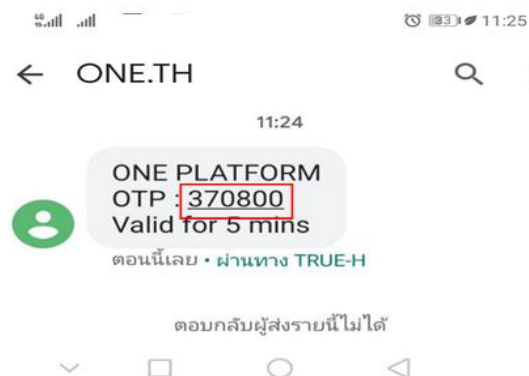 4G
33 11:25
ONE.TH
11:24
ONE PLATFORM
OTP : 370800
Valid for 5 mins
ตอนนี้เลย • ผ่านทาง TRUE-H
ตอบกลับผู้ส่งรายนี้ไม่ได้